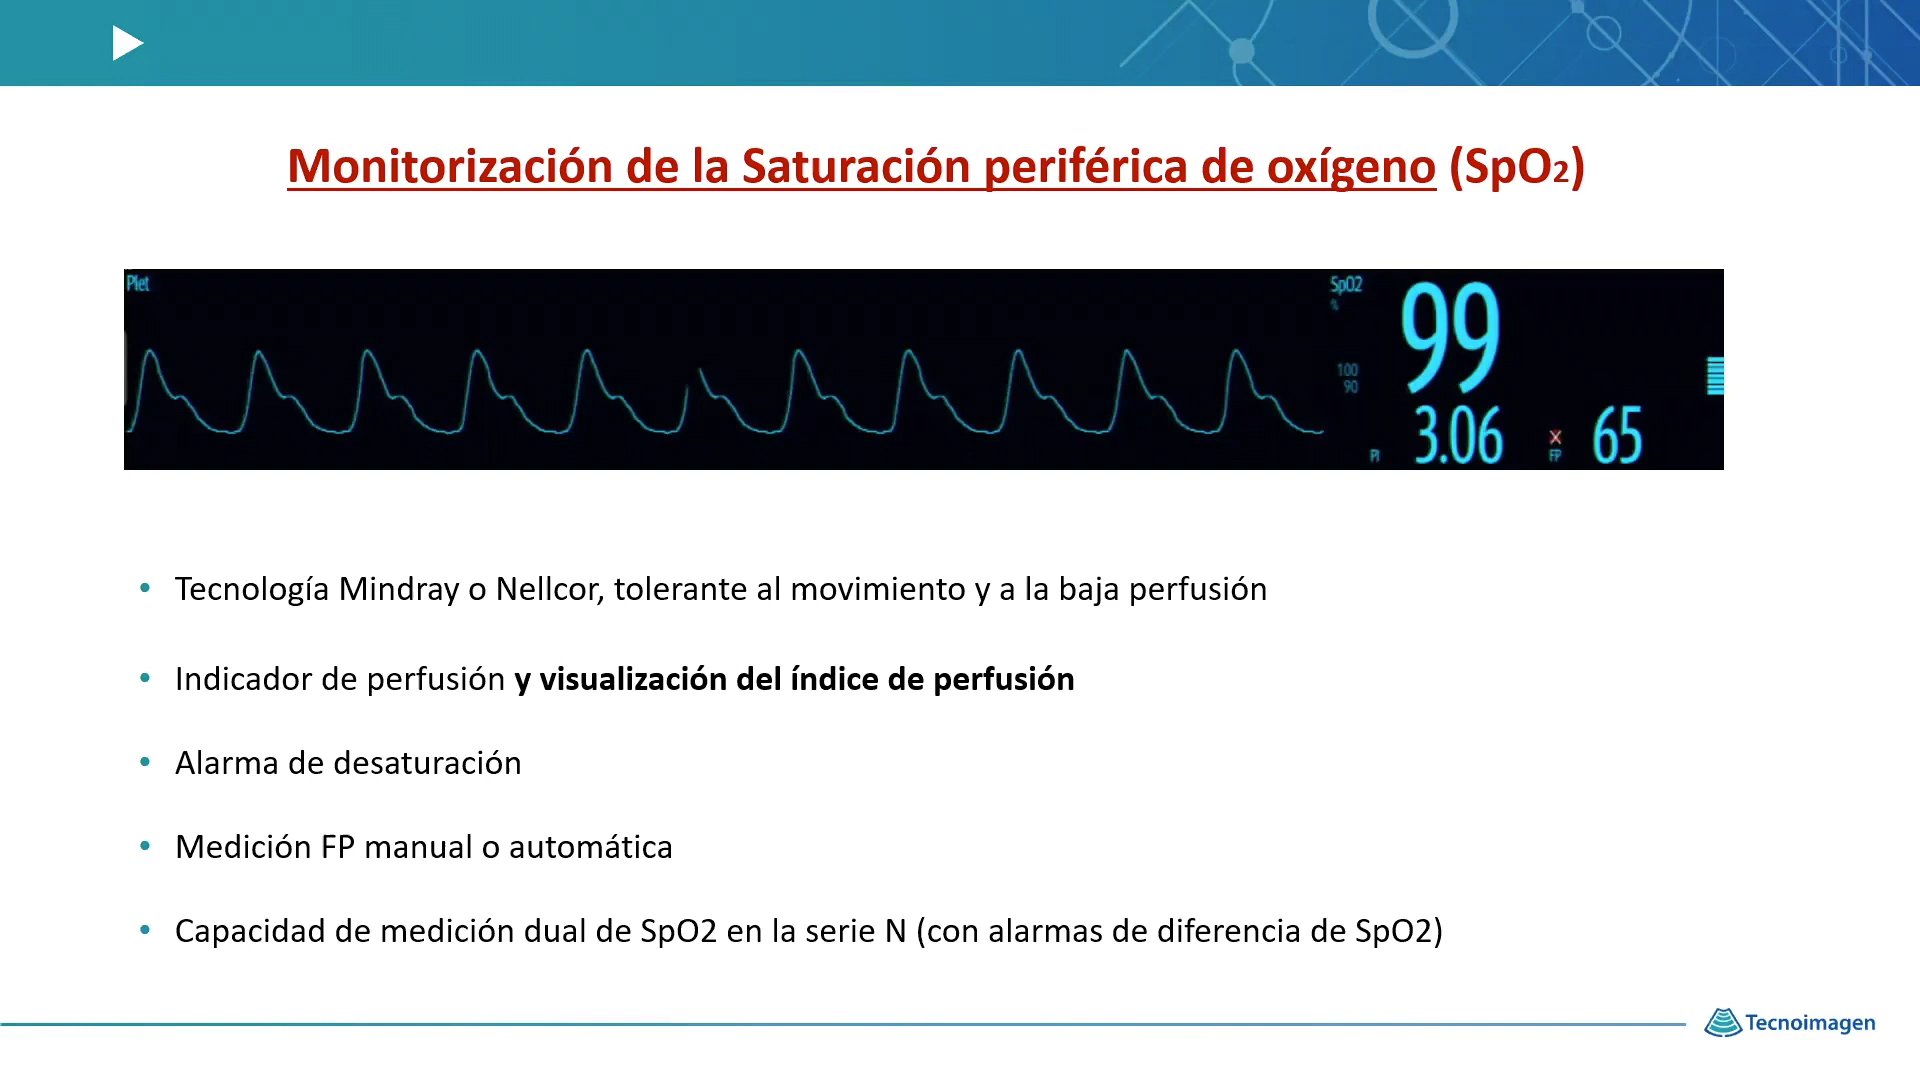 Monitorización de la Saturación periférica de oxígeno (SpO2)
Plet
SpO2
%
99
100
90
PI
3.06
X
FP
65
• Tecnología Mindray o Nellcor, tolerante al movimiento y a la baja perfusión
• Indicador de perfusión y visualización del índice de perfusión
• Alarma de desaturación
• Medición FP manual o automática
• Capacidad de medición dual de SpO2 en la serie N (con alarmas de diferencia de SpO2)
Tecnoimagen